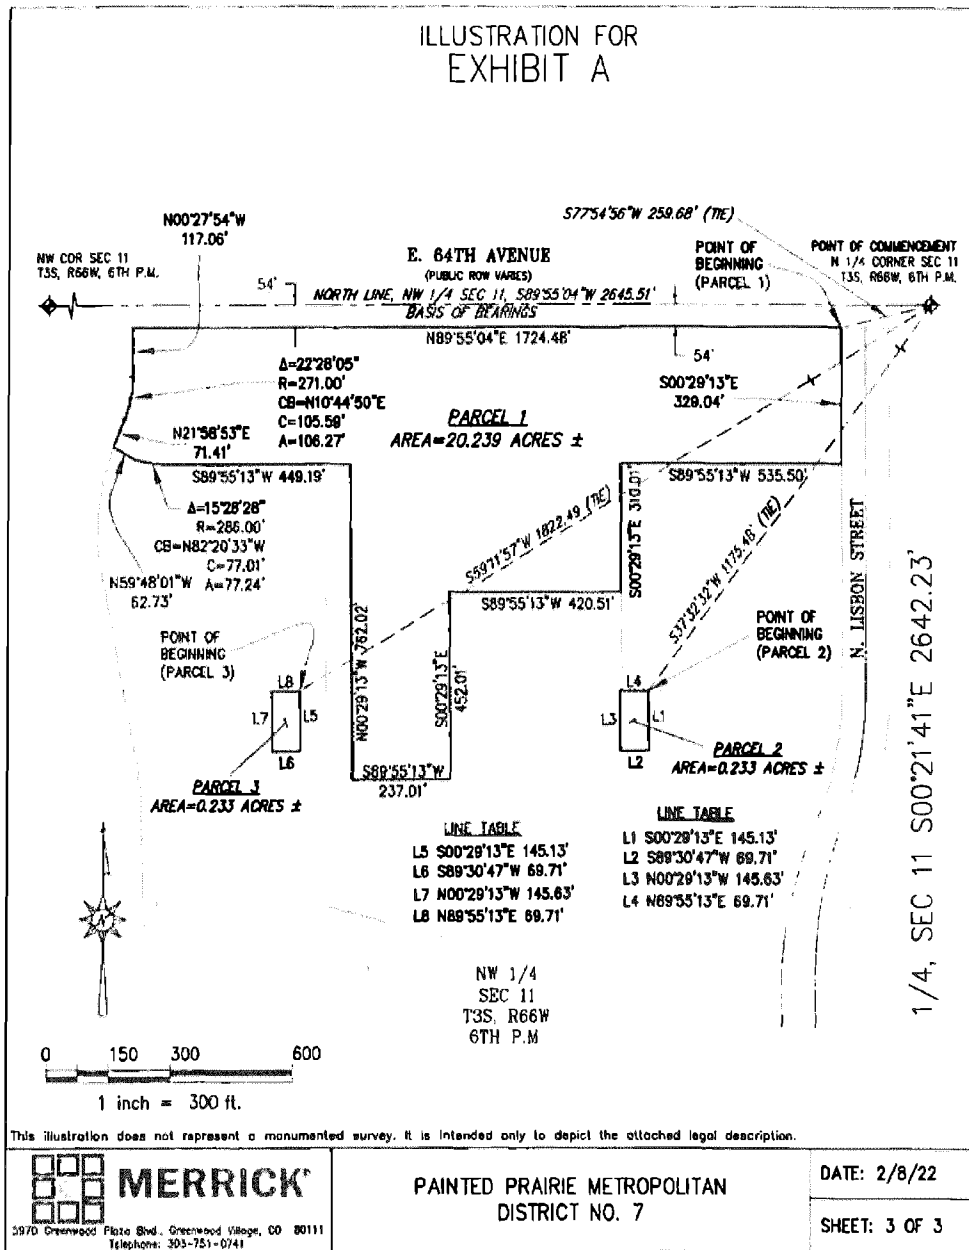 ILLUSTRATION FOR
EXHIBIT A
N00°27'54"W
117.06'
S77°54'56"W 259.68' (TIE)
NW COR SEC 11
T3S, R66W, 6TH P.M.
E. 64TH AVENUE
(PUBLIC ROW VARIES)
POINT OF
BEGINNING
(PARCEL 1)
POINT OF COMMENCEMENT
N 1/4 CORNER SEC 11
T3S, R66W, 6TH P.M.
54'
NORTH LINE, NW 1/4 SEC 11, S89°55'04"W 2645.51'
BASIS OF BEARINGS
N89°55'04"E 1724.48'
54'
Δ=22°28'05"
R=271.00'
CB=N10°44'50"E
C=105.59'
A=106.27'
S00°29'13"E
329.04'
PARCEL 1
AREA=20.239 ACRES ±
N21°58'53"E
71.41'
S89°55'13"W 449.19'
S89°55'13"W 535.50'
Δ=15°28'28"
R=286.00'
CB=N82°20'33"W
C=77.01'
A=77.24'
N59°48'01"W
62.73'
S59°11'57"W 1822.49 (TIE)
S00°29'13"E 310.01'
S37°32'32"W 1175.48' (TIE)
N. LISBON STREET
S89°55'13"W 420.51'
POINT OF
BEGINNING
(PARCEL 3)
N00°29'13"W 762.02'
S00°29'13"E
452.01'
POINT OF
BEGINNING
(PARCEL 2)
L8
L7
L5
L6
L4
L3
L1
L2
PARCEL 3
AREA=0.233 ACRES ±
S89°55'13"W
237.01'
PARCEL 2
AREA=0.233 ACRES ±
1/4, SEC 11 S00°21'41"E 2642.23'
LINE TABLE
L5 S00°29'13"E 145.13'
L6 S89°30'47"W 69.71'
L7 N00°29'13"W 145.63'
L8 N89°55'13"E 69.71'
LINE TABLE
L1 S00°29'13"E 145.13'
L2 S89°30'47"W 69.71'
L3 N00°29'13"W 145.63'
L4 N89°55'13"E 69.71'
N
NW 1/4
SEC 11
T3S, R66W
6TH P.M
0 150 300 600
1 inch = 300 ft.
This illustration does not represent a monumented survey. It is intended only to depict the attached legal description.
MERRICK
5970 Greenwood Plaza Blvd., Greenwood Village, CO 80111
Telephone: 303-751-0741
PAINTED PRAIRIE METROPOLITAN
DISTRICT NO. 7
DATE: 2/8/22
SHEET: 3 OF 3